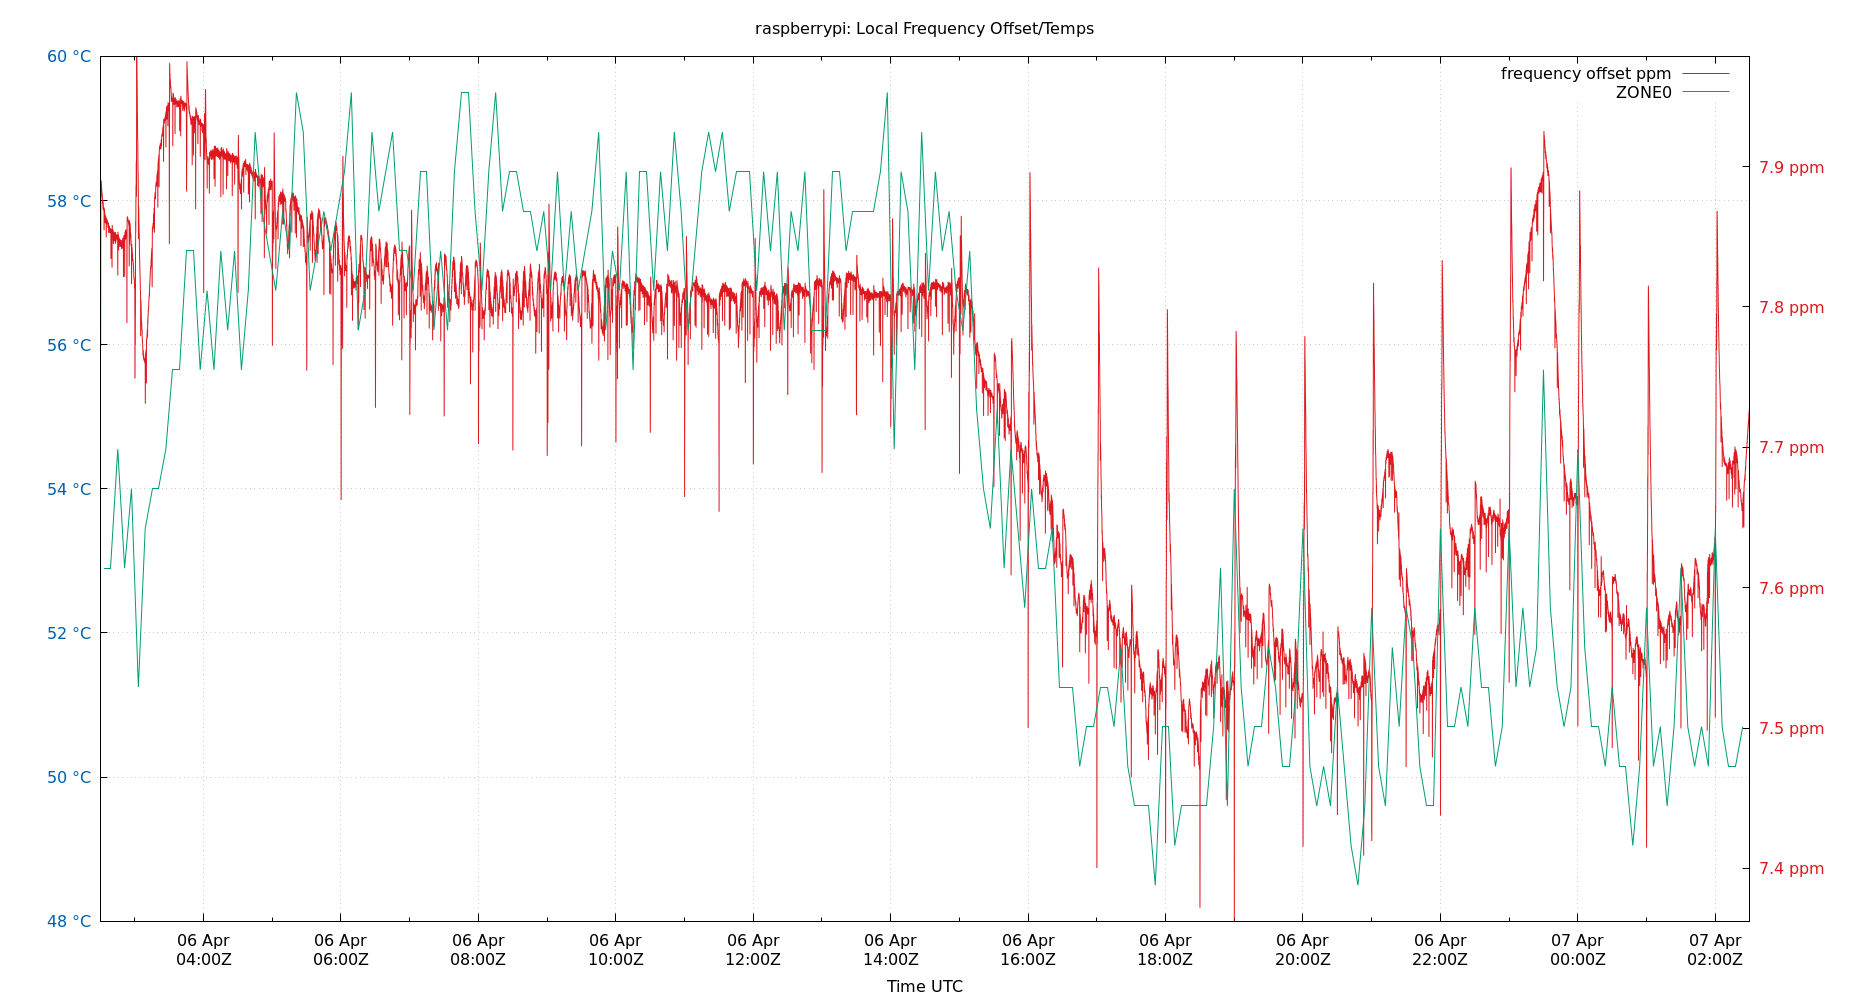 raspberrypi: Local Frequency Offset/Temps
frequency offset ppm
ZONE0
60 °C
58 °C
56 °C
54 °C
52 °C
50 °C
48 °C
7.9 ppm
7.8 ppm
7.7 ppm
7.6 ppm
7.5 ppm
7.4 ppm
06 Apr 06 Apr 06 Apr 06 Apr 06 Apr 06 Apr 06 Apr 06 Apr 06 Apr 06 Apr 07 Apr 07 Apr
04:00Z 06:00Z 08:00Z 10:00Z 12:00Z 14:00Z 16:00Z 18:00Z 20:00Z 22:00Z 00:00Z 02:00Z
Time UTC